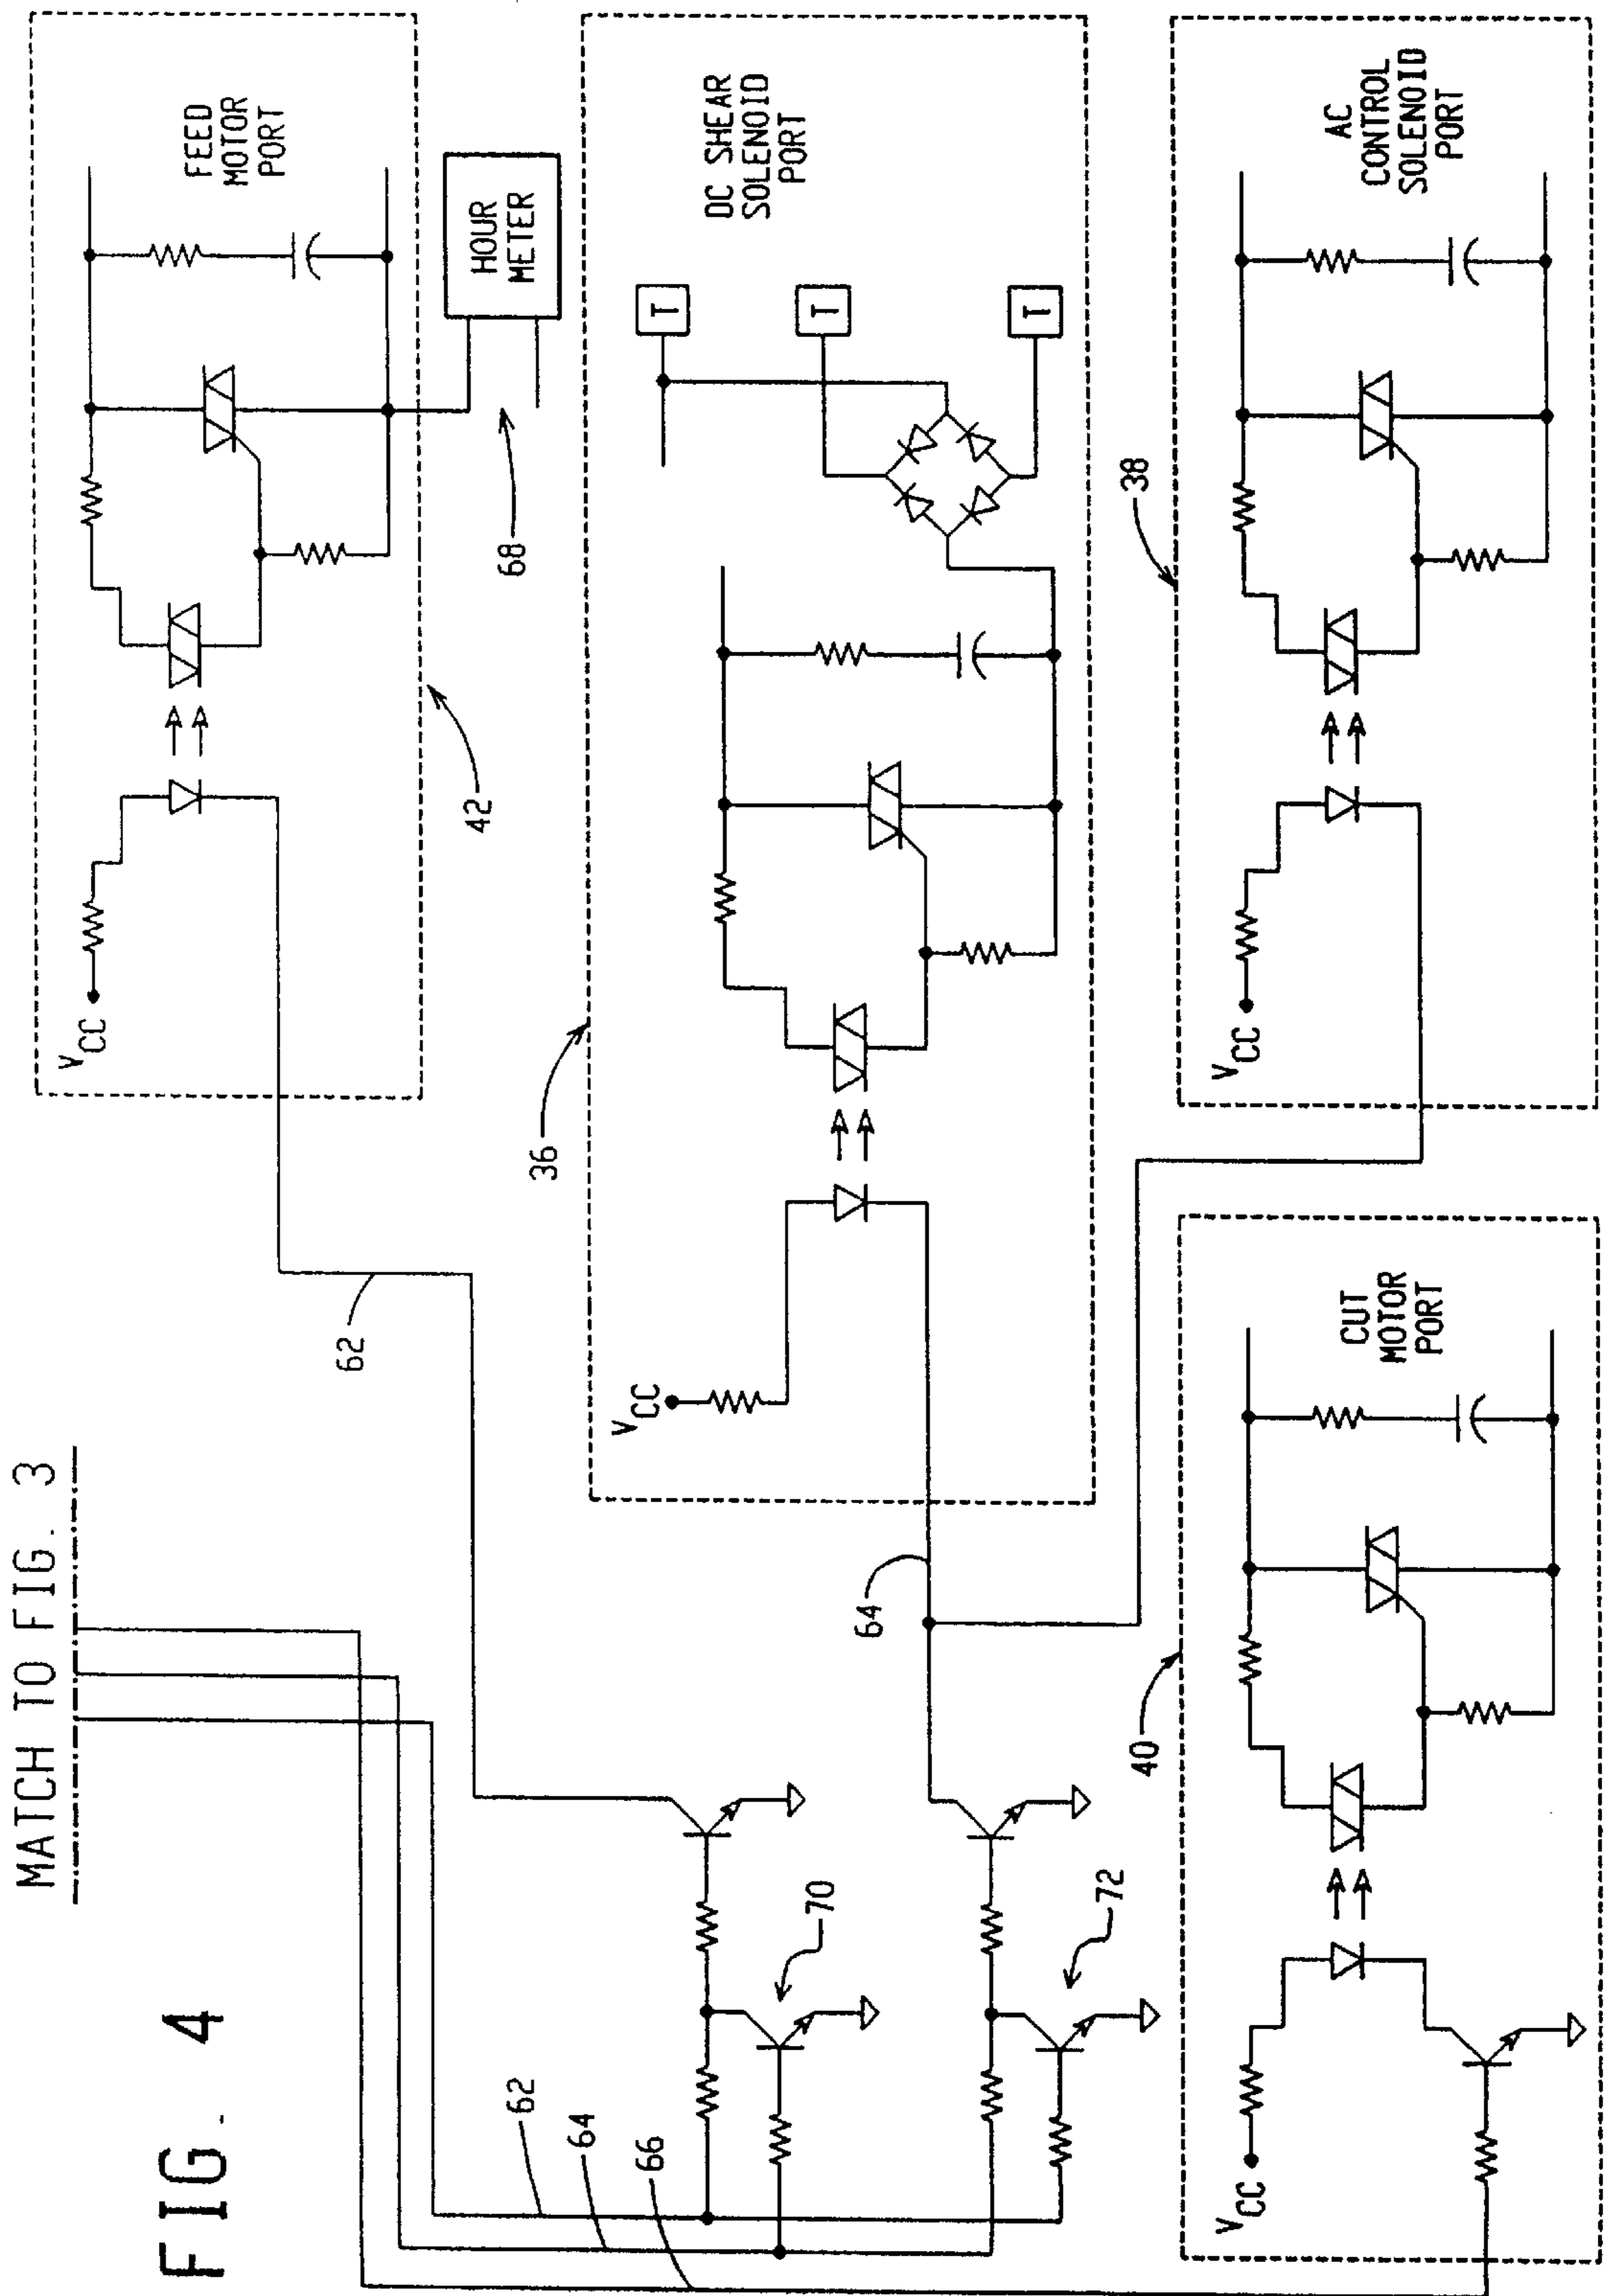 FIG. 4
MATCH TO FIG. 3
62
64
66
70
72
62
64
VCC
FEED
MOTOR
PORT
42
HOUR
METER
68
36
VCC
DC SHEAR
SOLENOID
PORT
T
T
T
38
VCC
AC
CONTROL
SOLENOID
PORT
40
VCC
CUT
MOTOR
PORT